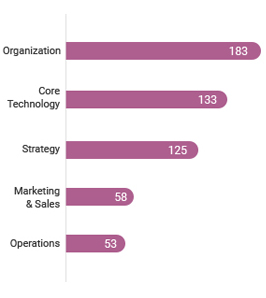 Organization 183
Core
Technology 133
Strategy 125
Marketing
& Sales 58
Operations 53